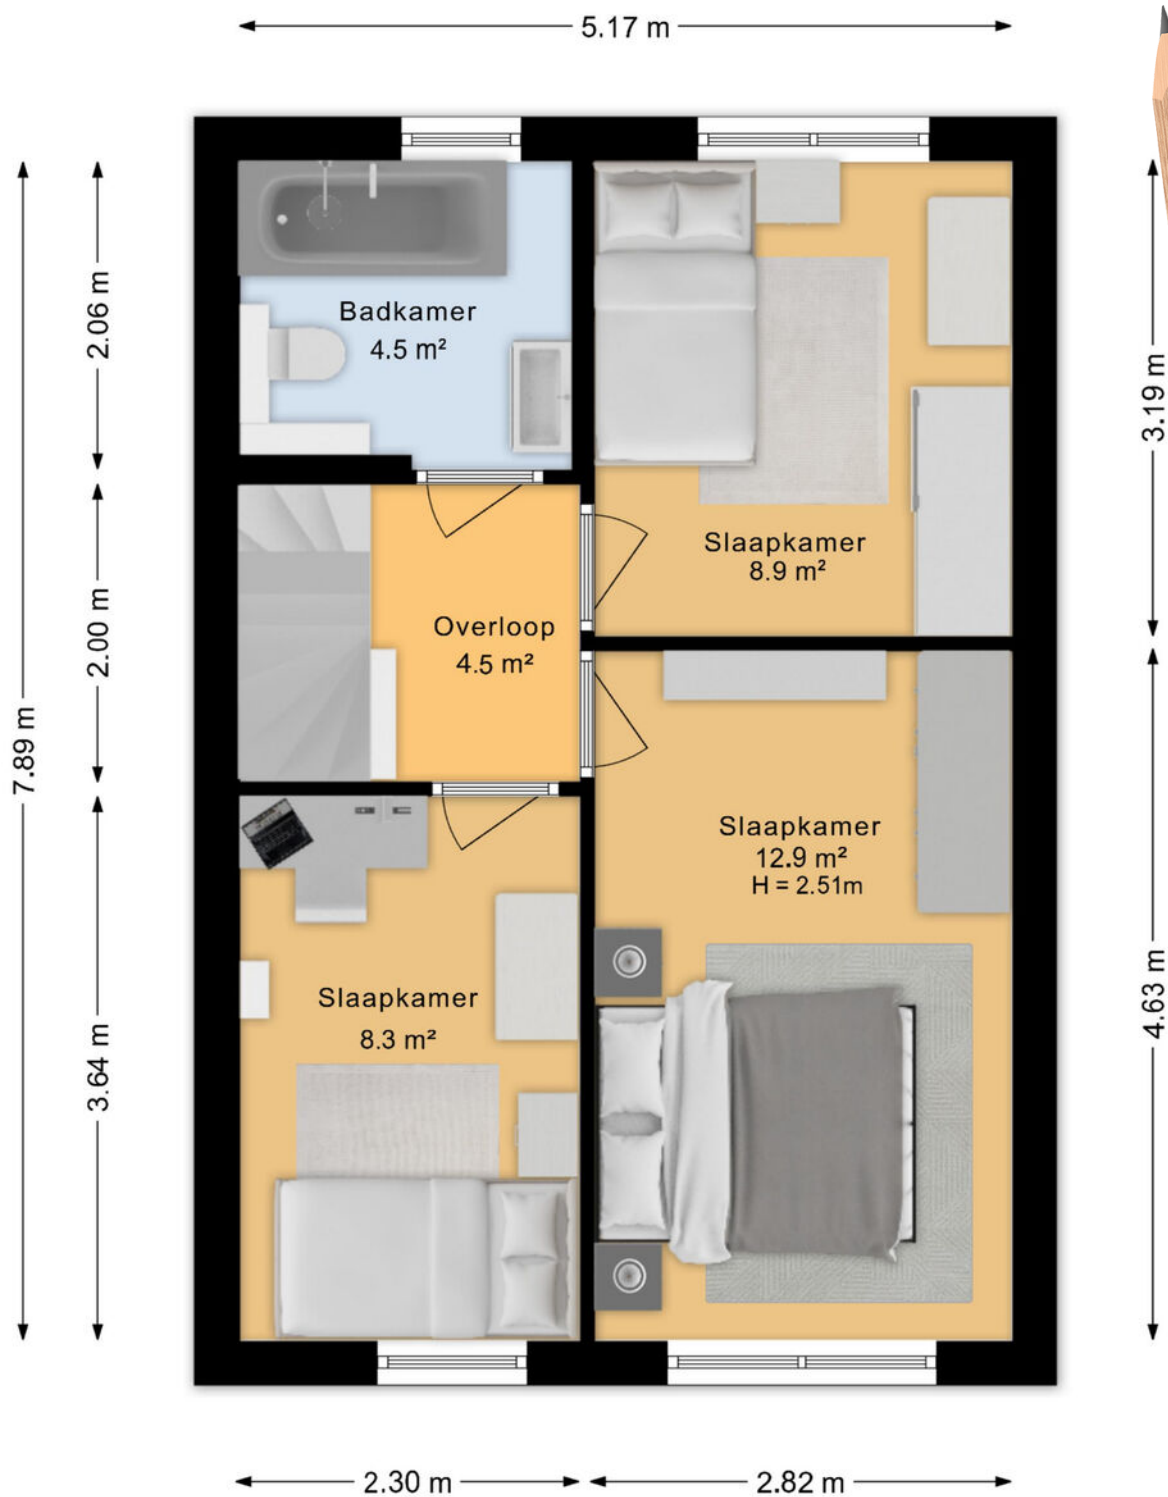 5.17 m
7.89 m
2.06 m
2.00 m
3.64 m
Badkamer
4.5 m²
Slaapkamer
8.9 m²
3.19 m
Overloop
4.5 m²
Slaapkamer
12.9 m²
H = 2.51m
4.63 m
Slaapkamer
8.3 m²
2.30 m
2.82 m